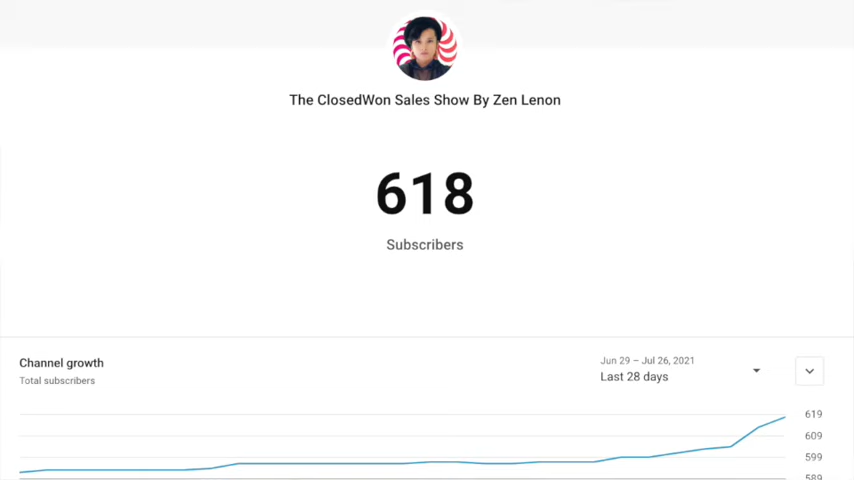 The ClosedWon Sales Show By Zen Lenon
618
Subscribers
Channel growth
Total subscribers
Jun 29 – Jul 26, 2021
Last 28 days
619
609
599
589